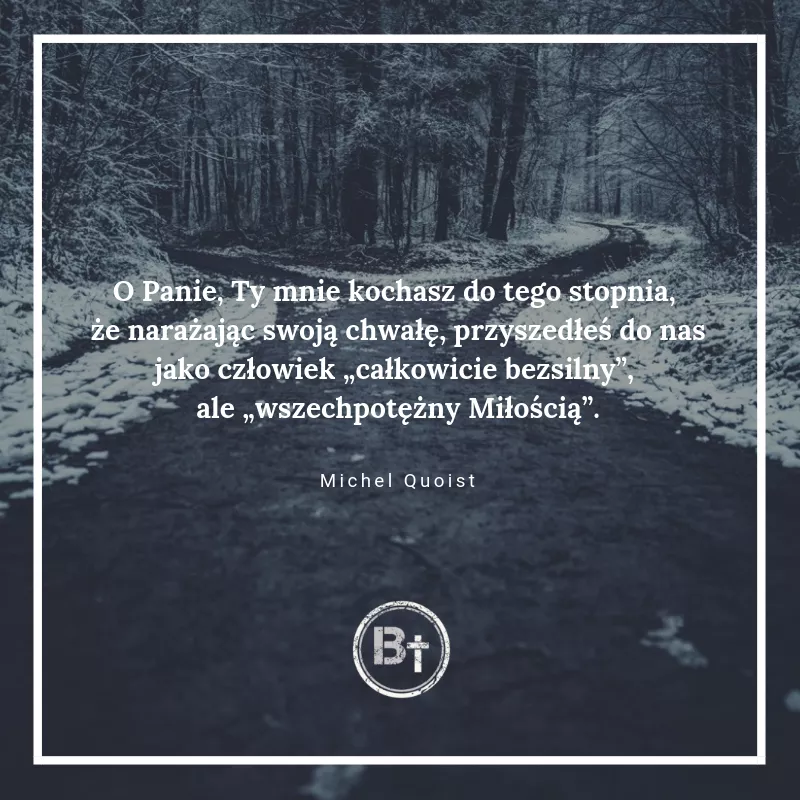 O Panie, Ty mnie kochasz do tego stopnia,
że narażając swoją chwałę, przyszedłeś do nas
jako człowiek „całkowicie bezsilny”,
ale „wszechpotężny Miłością”.
Michel Quoist
B†